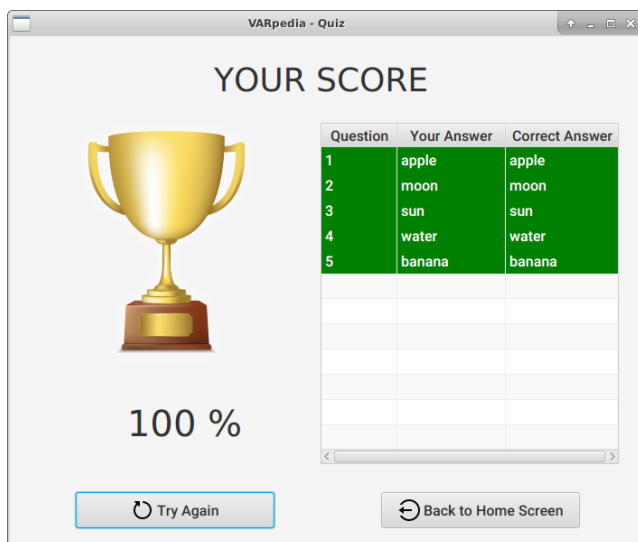 VARpedia - Quiz
YOUR SCORE
Question Your Answer Correct Answer
1 apple apple
2 moon moon
3 sun sun
4 water water
5 banana banana
100 %
Try Again
Back to Home Screen